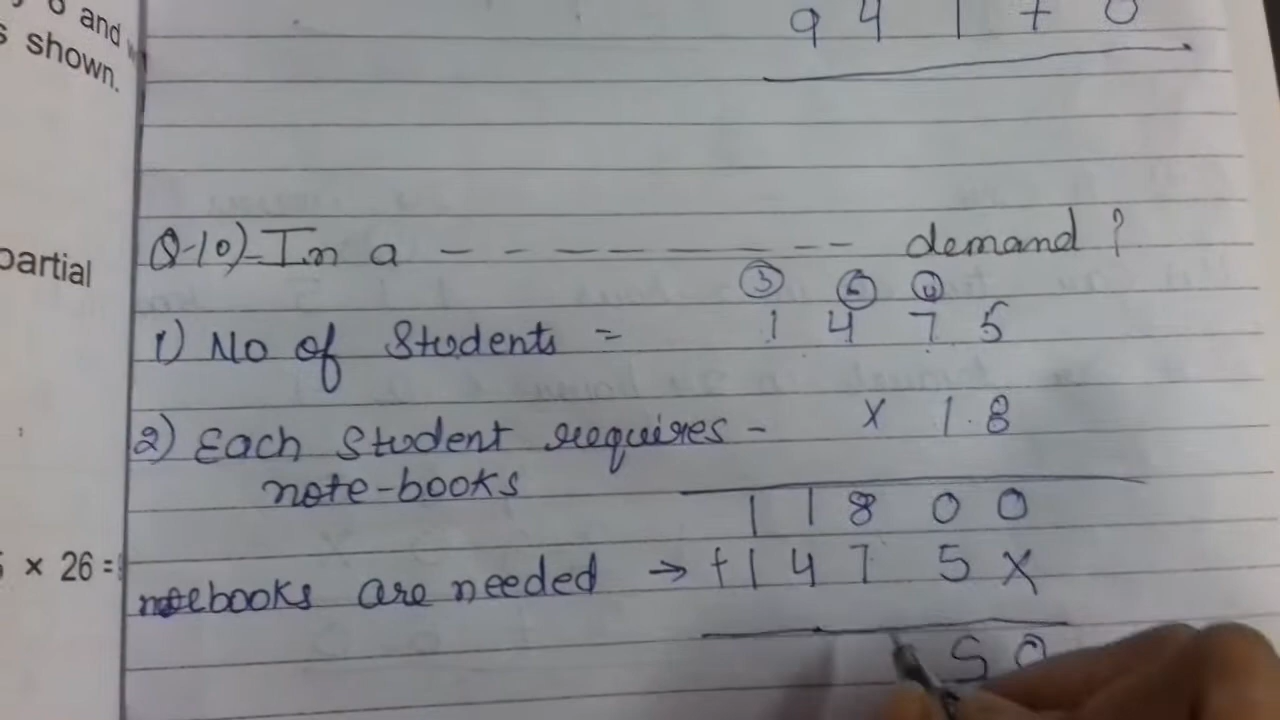 8 and
s shown.
9 4 1 7 0
partial
Q-10)- In a - - - - - - - - - demand ?
3 6 4
1) No of Students = 1 4 7 5
2) Each Student requires - x 1 8
note-books
1 1 8 0 0
x 26 =
notebooks are needed → + 1 4 7 5 X
5 0